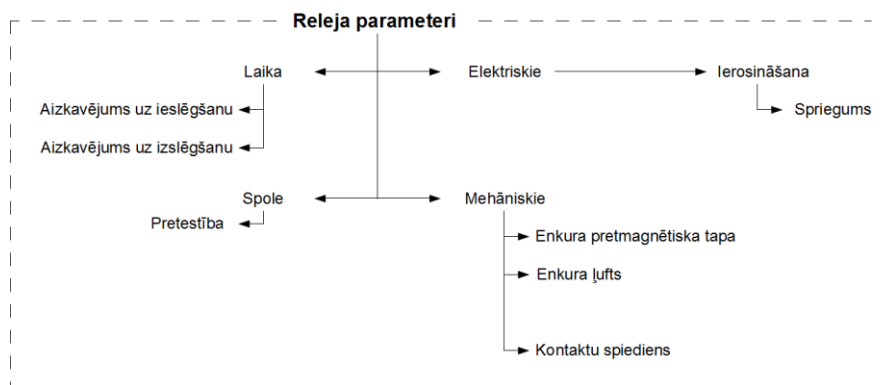 Releja parameteri
Laika
Elektriskie
Ierosināšana
Aizkavējums uz ieslēgšanu
Spriegums
Aizkavējums uz izslēgšanu
Spole
Mehāniskie
Pretestība
Enkura pretmagnētiska tapa
Enkura ļufts
Kontaktu spiediens